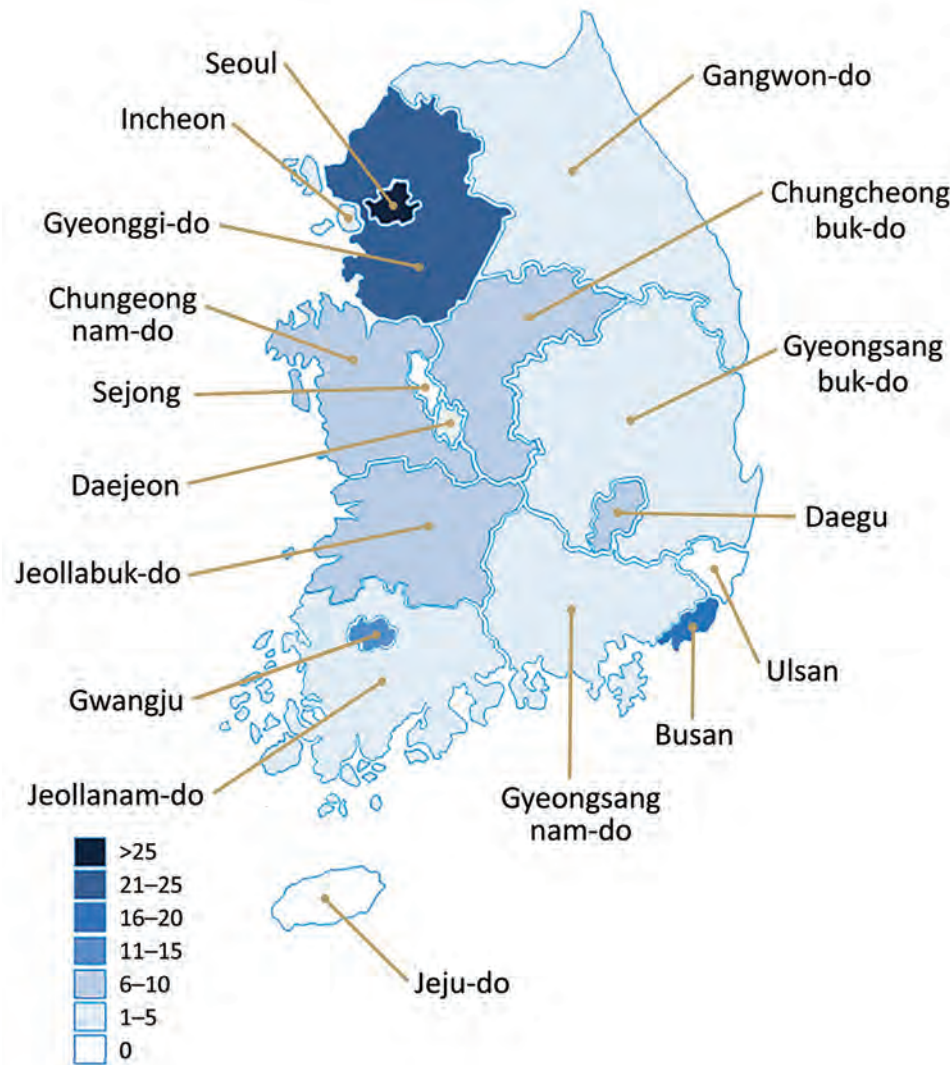 Seoul
Gangwon-do
Incheon
Chungcheong
buk-do
Gyeonggi-do
Chungeong
nam-do
Gyeongsang
buk-do
Sejong
Daejeon
Daegu
Jeollabuk-do
Ulsan
Gwangju
Busan
Jeollanam-do
Gyeongsang
nam-do
>25
21–25
16–20
11–15
6–10
1–5
0
Jeju-do